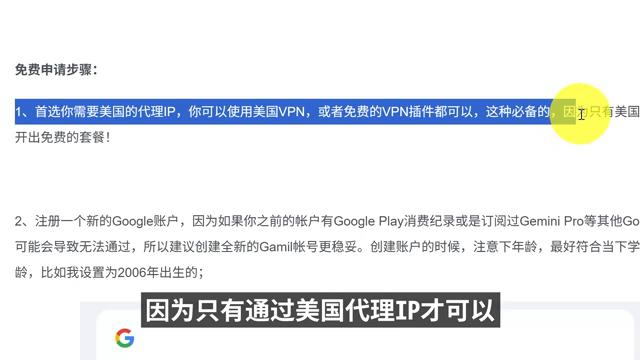 免费申请步骤：
1、首选你需要美国的代理IP，你可以使用美国VPN，或者免费的VPN插件都可以，这种必备的，因为只有美国
开出免费的套餐！
2、注册一个新的Google账户，因为如果你之前的帐户有Google Play消费纪录或是订阅过Gemini Pro等其他Go
可能会导致无法通过，所以建议创建全新的Gamil帐号更稳妥。创建账户的时候，注意下年龄，最好符合当下学
龄，比如我设置为2006年出生的；
因为只有通过美国代理IP才可以